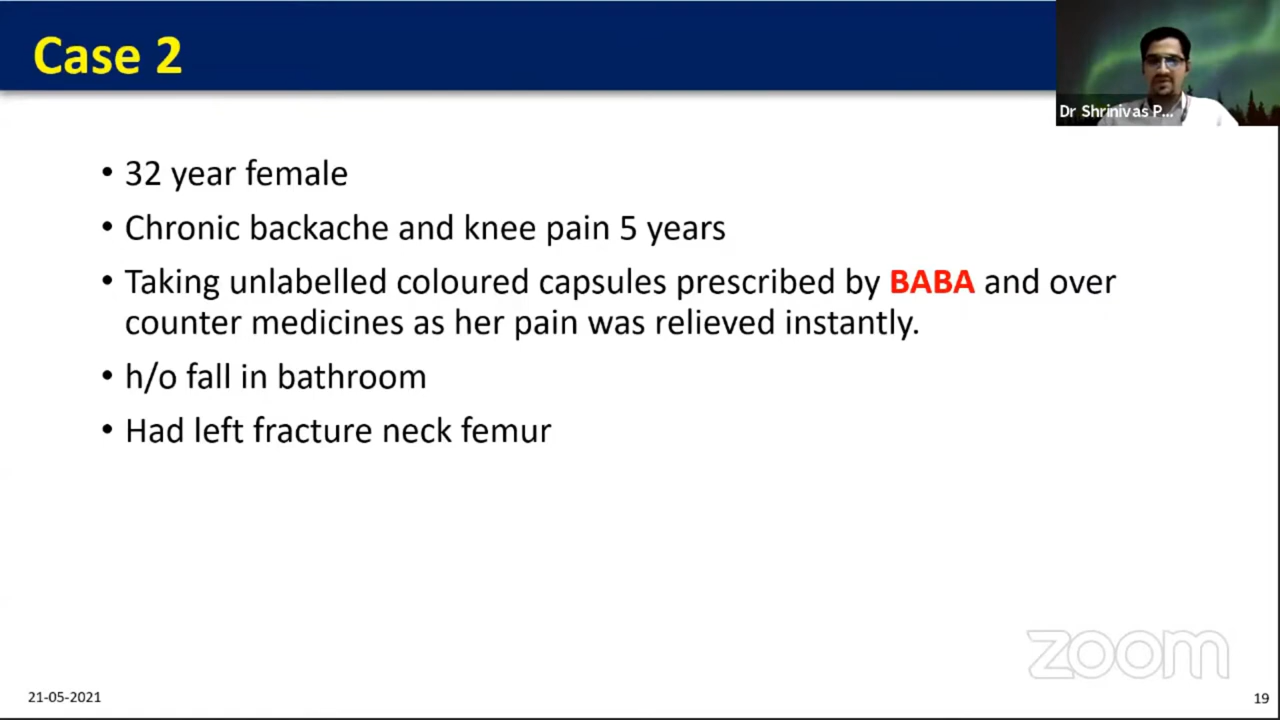 Case 2
Dr Shrinivas P...
• 32 year female
• Chronic backache and knee pain 5 years
• Taking unlabelled coloured capsules prescribed by BABA and over
counter medicines as her pain was relieved instantly.
• h/o fall in bathroom
• Had left fracture neck femur
zoom
21-05-2021
19